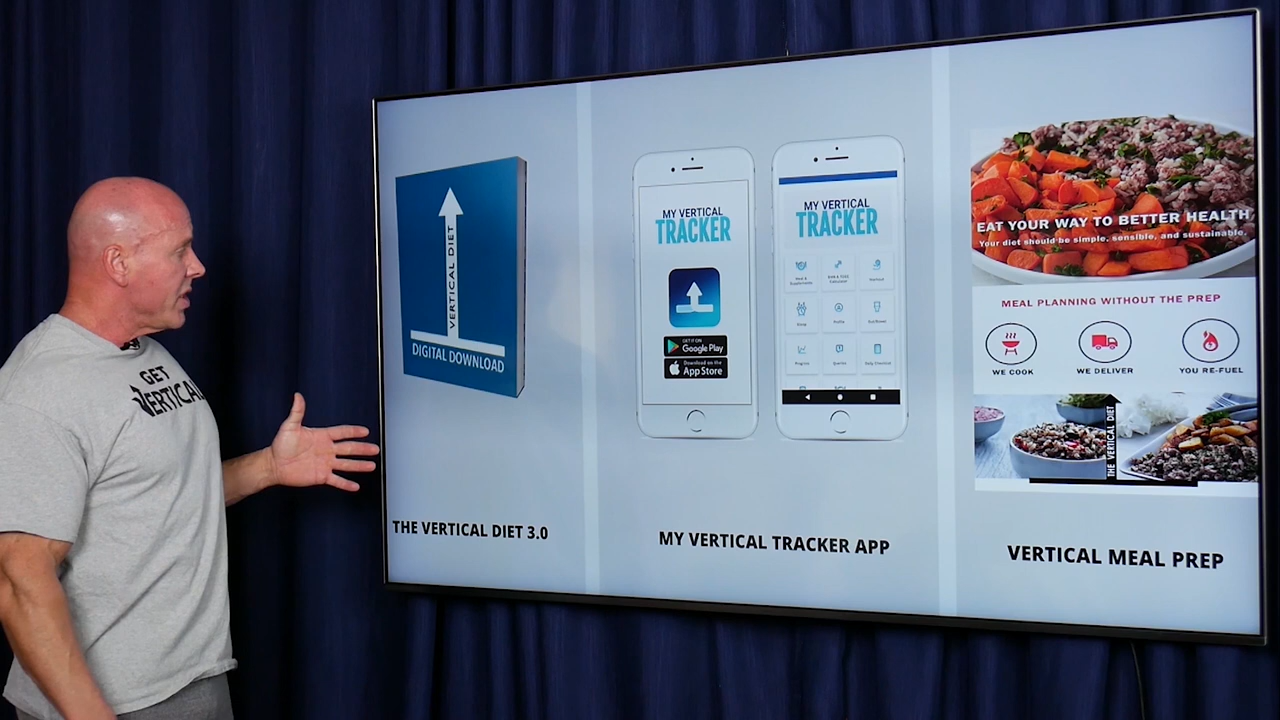 GET
VERTICAL
VERTICAL DIET
DIGITAL DOWNLOAD
THE VERTICAL DIET 3.0
MY VERTICAL
TRACKER
GET IT ON
Google Play
Download on the
App Store
MY VERTICAL
TRACKER
Profile
Progress
MY VERTICAL TRACKER APP
EAT YOUR WAY TO BETTER HEALTH
Your diet should be simple, sensible, and sustainable.
MEAL PLANNING WITHOUT THE PREP
WE COOK
WE DELIVER
YOU RE-FUEL
THE VERTICAL DIET
VERTICAL MEAL PREP